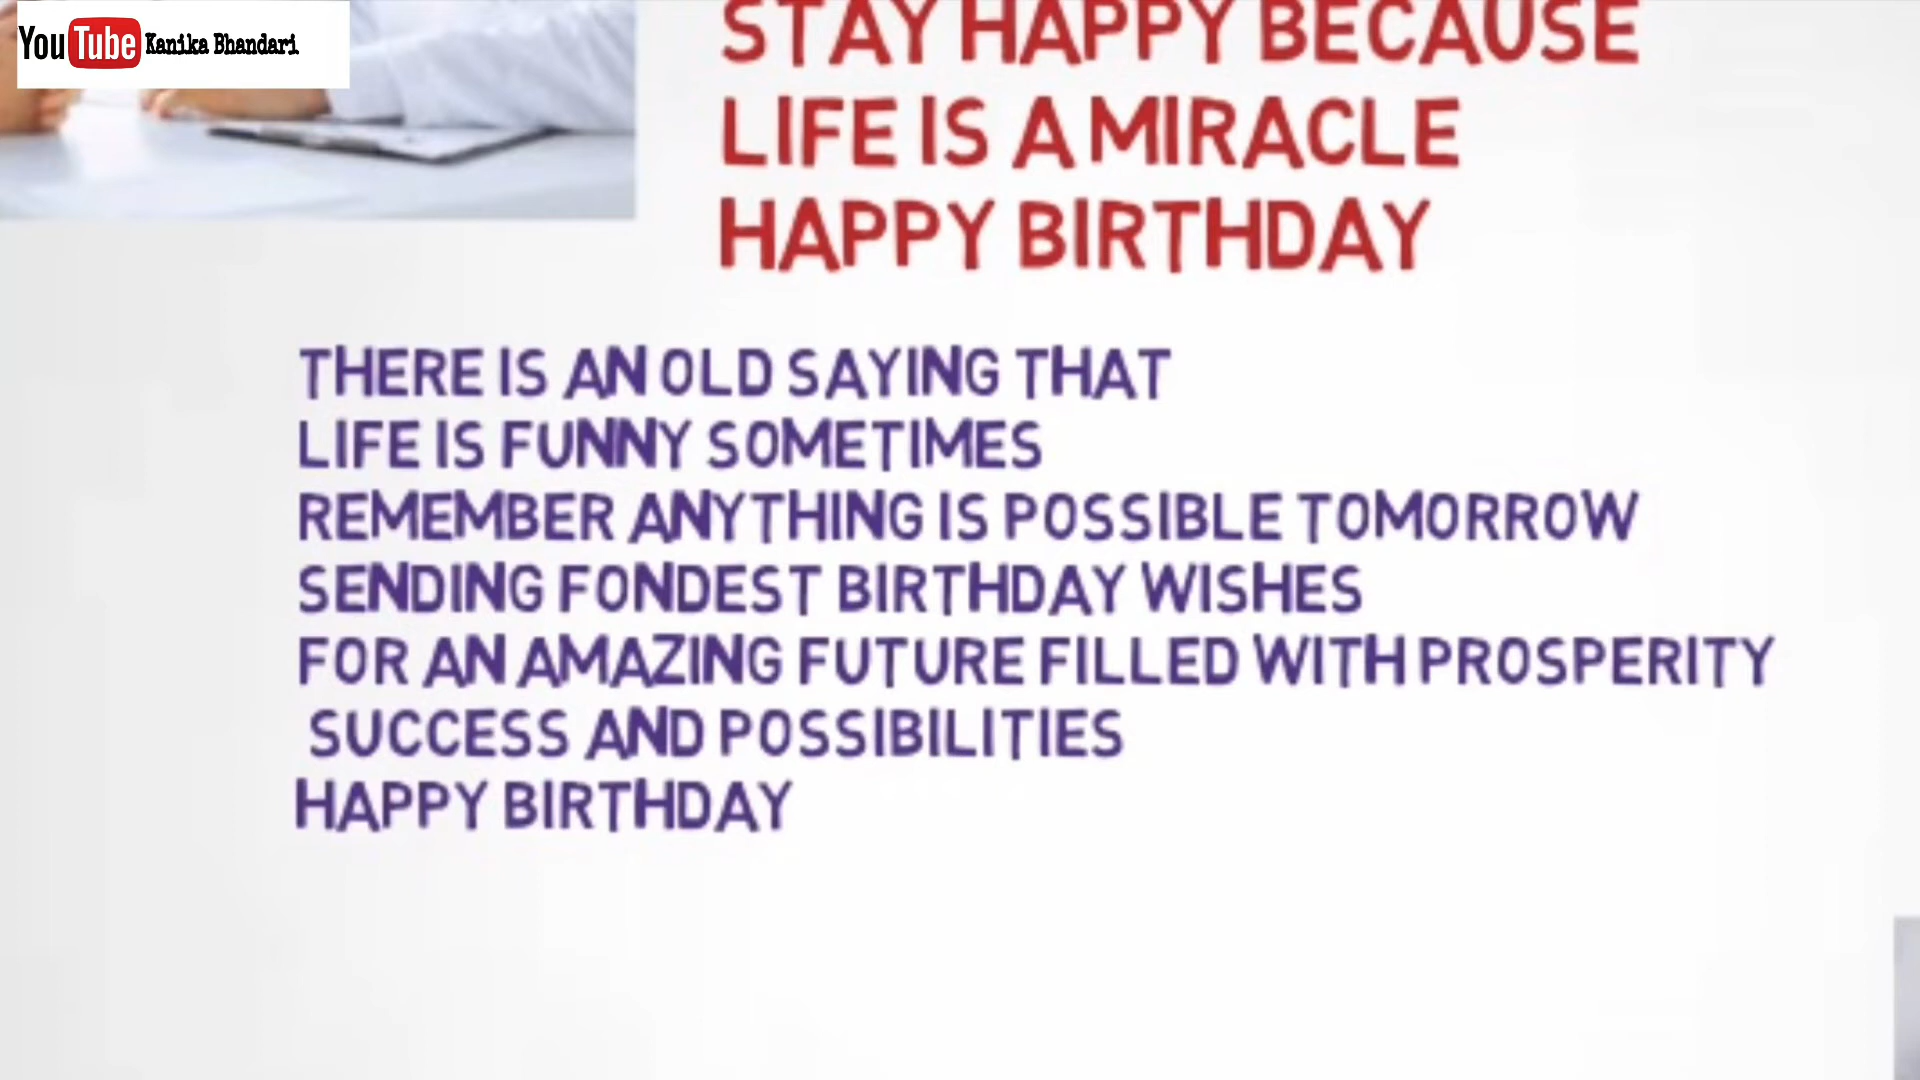 YouTube Kanika Bhandari
STAY HAPPY BECAUSE
LIFE IS A MIRACLE
HAPPY BIRTHDAY
THERE IS AN OLD SAYING THAT
LIFE IS FUNNY SOMETIMES
REMEMBER ANYTHING IS POSSIBLE TOMORROW
SENDING FONDEST BIRTHDAY WISHES
FOR AN AMAZING FUTURE FILLED WITH PROSPERITY
SUCCESS AND POSSIBILITIES
HAPPY BIRTHDAY